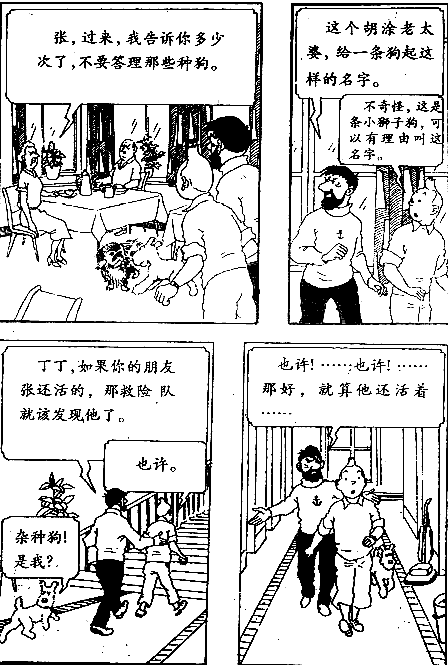 张，过来，我告诉你多少
次了，不要答理那些种狗。
这个胡涂老太
婆，给一条狗起这
样的名字。
不奇怪，这是
条小狮子狗，可
以有理由叫这
名字。
丁丁，如果你的朋友
张还活的，那救险队
就该发现他了。
也许。
杂种狗！
是我？
也许！……也许！……
那好，就算他还活着
……